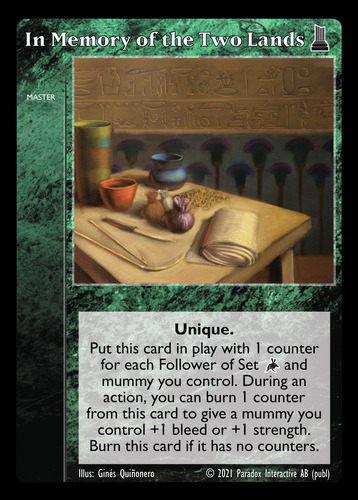 In Memory of the Two Lands
MASTER
Unique.
Put this card in play with 1 counter
for each Follower of Set and
mummy you control. During an
action, you can burn 1 counter
from this card to give a mummy you
control +1 bleed or +1 strength.
Burn this card if it has no counters.
Illus: Ginés Quiñonero © 2021 Paradox Interactive AB (publ)